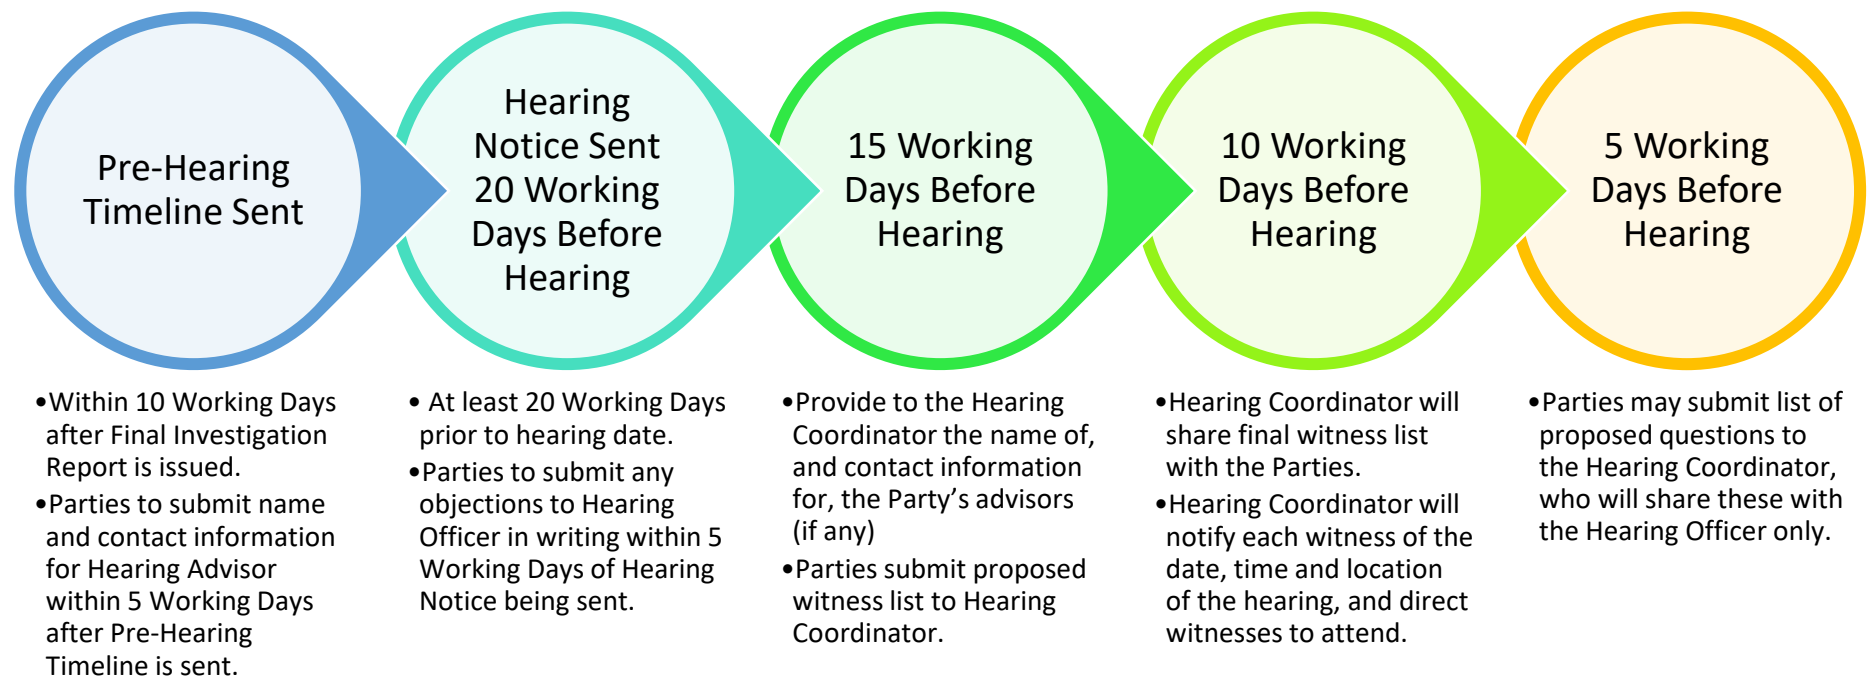 Pre-Hearing
Timeline Sent
Hearing
Notice Sent
20 Working
Days Before
Hearing
15 Working
Days Before
Hearing
10 Working
Days Before
Hearing
5 Working
Days Before
Hearing
•Within 10 Working Days
after Final Investigation
Report is issued.
•Parties to submit name
and contact information
for Hearing Advisor
within 5 Working Days
after Pre-Hearing
Timeline is sent.
• At least 20 Working Days
prior to hearing date.
•Parties to submit any
objections to Hearing
Officer in writing within 5
Working Days of Hearing
Notice being sent.
•Provide to the Hearing
Coordinator the name of,
and contact information
for, the Party’s advisors
(if any)
•Parties submit proposed
witness list to Hearing
Coordinator.
•Hearing Coordinator will
share final witness list
with the Parties.
•Hearing Coordinator will
notify each witness of the
date, time and location
of the hearing, and direct
witnesses to attend.
•Parties may submit list of
proposed questions to
the Hearing Coordinator,
who will share these with
the Hearing Officer only.